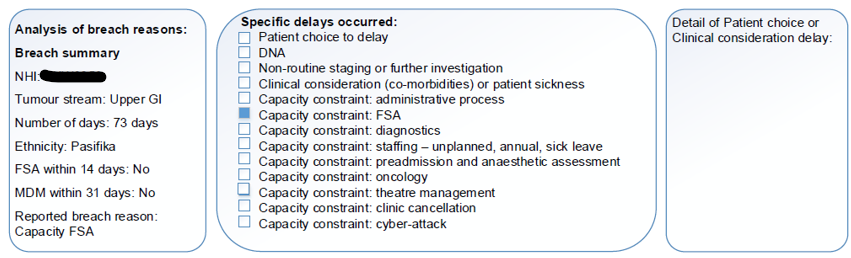 Analysis of breach reasons:
Breach summary
NHI:
Tumour stream: Upper GI
Number of days: 73 days
Ethnicity: Pasifika
FSA within 14 days: No
MDM within 31 days: No
Reported breach reason:
Capacity FSA
Specific delays occurred:
Patient choice to delay
DNA
Non-routine staging or further investigation
Clinical consideration (co-morbidities) or patient sickness
Capacity constraint: administrative process
Capacity constraint: FSA
Capacity constraint: diagnostics
Capacity constraint: staffing – unplanned, annual, sick leave
Capacity constraint: preadmission and anaesthetic assessment
Capacity constraint: oncology
Capacity constraint: theatre management
Capacity constraint: clinic cancellation
Capacity constraint: cyber-attack
Detail of Patient choice or
Clinical consideration delay: